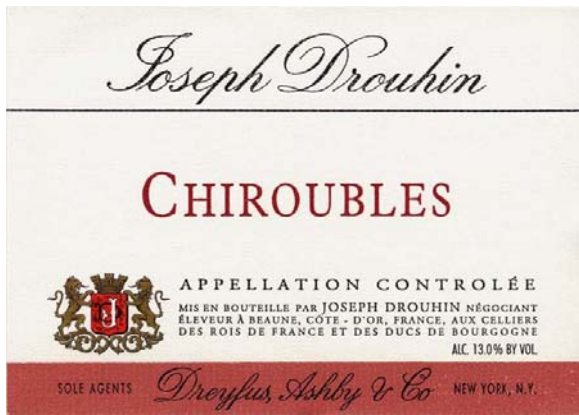 Joseph Drouhin
CHIROUBLES
APPELLATION CONTROLÉE
MIS EN BOUTEILLE PAR JOSEPH DROUHIN NÉGOCIANT
ÉLEVEUR À BEAUNE, CÔTE - D'OR, FRANCE, AUX CELLIERS
DES ROIS DE FRANCE ET DES DUCS DE BOURGOGNE
ALC. 13.0% BY VOL.
SOLE AGENTS Dreyfus, Ashby & Co NEW YORK, N.Y.